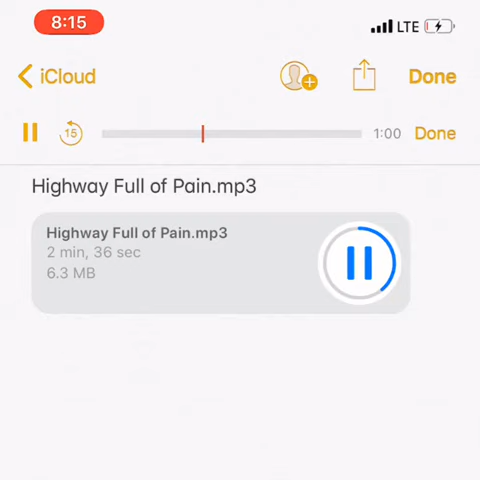 8:15
LTE
iCloud
Done
15
1:00
Done
Highway Full of Pain.mp3
Highway Full of Pain.mp3
2 min, 36 sec
6.3 MB